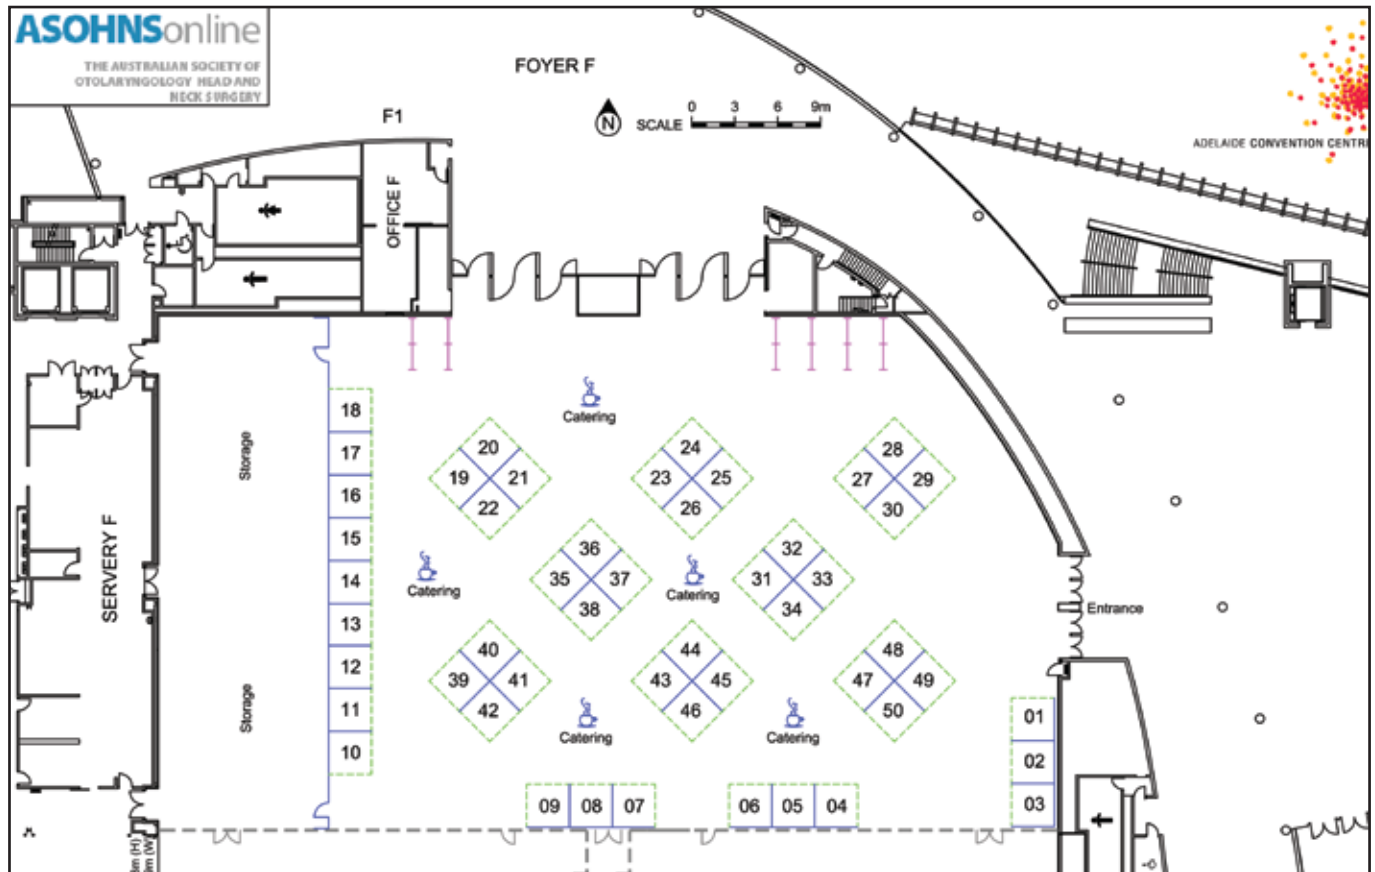 ASOHNSonline
THE AUSTRALIAN SOCIETY OF
OTOLARYNGOLOGY HEAD AND
NECK SURGERY
FOYER F
F1
N
SCALE
0 3 6 9m
ADELAIDE CONVENTION CENTRE
OFFICE F
SERVERY F
Storage
Storage
Catering
18
17
16
15
14
13
12
11
10
20
19 21
22
24
23 25
26
28
27 29
30
36
35 37
38
32
31 33
34
Catering
Catering
Entrance
40
39 41
42
44
43 45
46
48
47 49
50
Catering
Catering
01
02
03
09 08 07
06 05 04
m (H)
m (W)